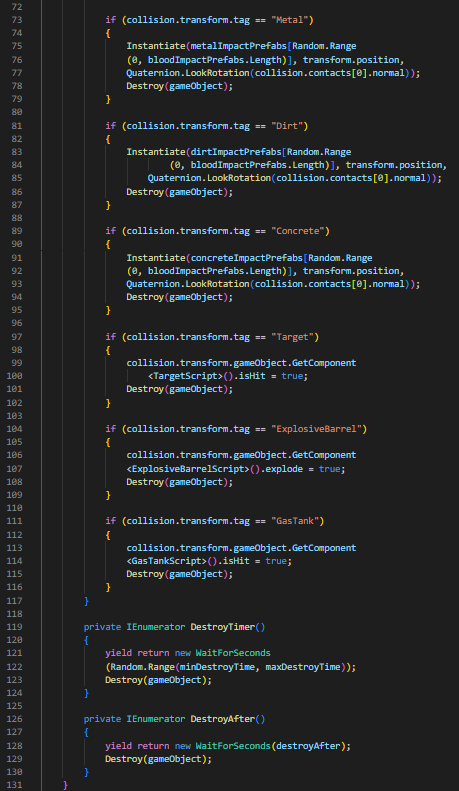 72
73 if (collision.transform.tag == "Metal")
74 {
75 Instantiate(metalImpactPrefabs[Random.Range
76 (0, bloodImpactPrefabs.Length)], transform.position,
77 Quaternion.LookRotation(collision.contacts[0].normal));
78 Destroy(gameObject);
79 }
80
81 if (collision.transform.tag == "Dirt")
82 {
83 Instantiate(dirtImpactPrefabs[Random.Range
84 (0, bloodImpactPrefabs.Length)], transform.position,
85 Quaternion.LookRotation(collision.contacts[0].normal));
86 Destroy(gameObject);
87 }
88
89 if (collision.transform.tag == "Concrete")
90 {
91 Instantiate(concreteImpactPrefabs[Random.Range
92 (0, bloodImpactPrefabs.Length)], transform.position,
93 Quaternion.LookRotation(collision.contacts[0].normal));
94 Destroy(gameObject);
95 }
96
97 if (collision.transform.tag == "Target")
98 {
99 collision.transform.gameObject.GetComponent
100 <TargetScript>().isHit = true;
101 Destroy(gameObject);
102 }
103
104 if (collision.transform.tag == "ExplosiveBarrel")
105 {
106 collision.transform.gameObject.GetComponent
107 <ExplosiveBarrelScript>().explode = true;
108 Destroy(gameObject);
109 }
110
111 if (collision.transform.tag == "GasTank")
112 {
113 collision.transform.gameObject.GetComponent
114 <GasTankScript>().isHit = true;
115 Destroy(gameObject);
116 }
117 }
118
119 private IEnumerator DestroyTimer()
120 {
121 yield return new WaitForSeconds
122 (Random.Range(minDestroyTime, maxDestroyTime));
123 Destroy(gameObject);
124 }
125
126 private IEnumerator DestroyAfter()
127 {
128 yield return new WaitForSeconds(destroyAfter);
129 Destroy(gameObject);
130 }
131 }